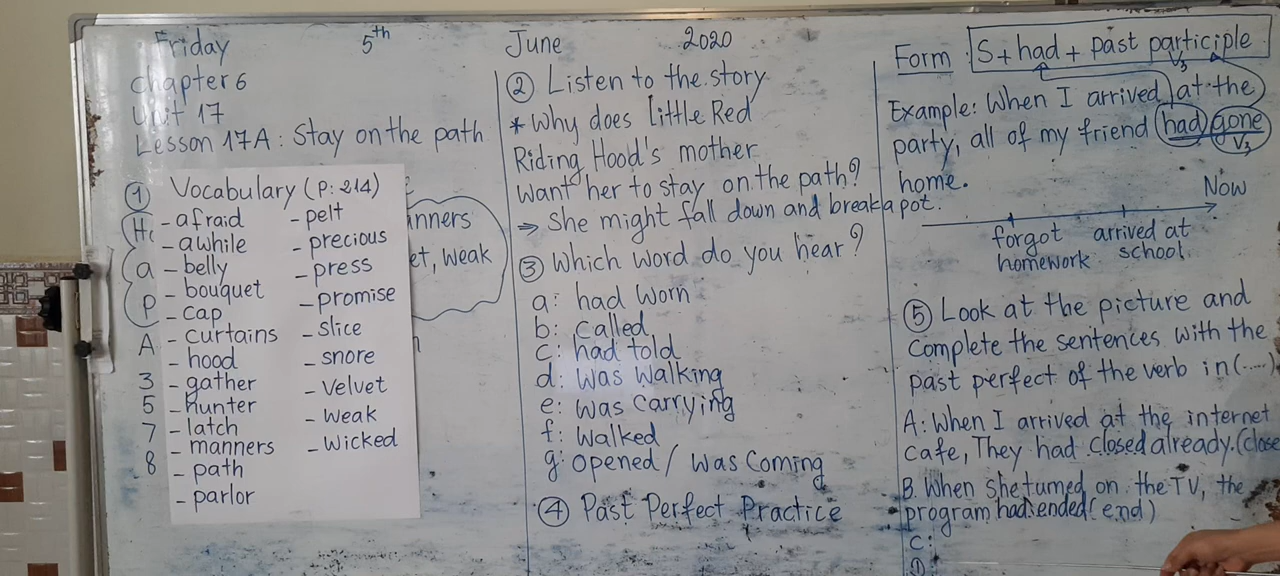 Friday 5th June 2020
Chapter 6
Unit 17
Lesson 17A: Stay on the path
① Vocabulary (P: 214)
- afraid
- awhile
- belly
- bouquet
- cap
- curtains
- hood
- gather
- hunter
- latch
- manners
- path
- parlor
- pelt
- precious
- press
- promise
- slice
- snore
- velvet
- weak
- wicked
A
3
5
7
8
weak
② Listen to the story
* Why does Little Red
Riding Hood's mother
Want her to stay on the path?
⇒ She might fall down and break a pot.
③ Which word do you hear?
a: had worn
b: called
c: had told
d: was walking
e: was carrying
f: walked
g: opened / was coming
④ Past Perfect Practice
Form : S + had + past participle
V3
Example: When I arrived at the
party, all of my friend had gone
V3
home.
Now
forgot arrived at
homework school
⑤ Look at the picture and
complete the sentences with the
past perfect of the verb in (....)
A: When I arrived at the internet
cafe, They had closed already. (close
B. When she turned on the TV, the
program had ended (end)
C: